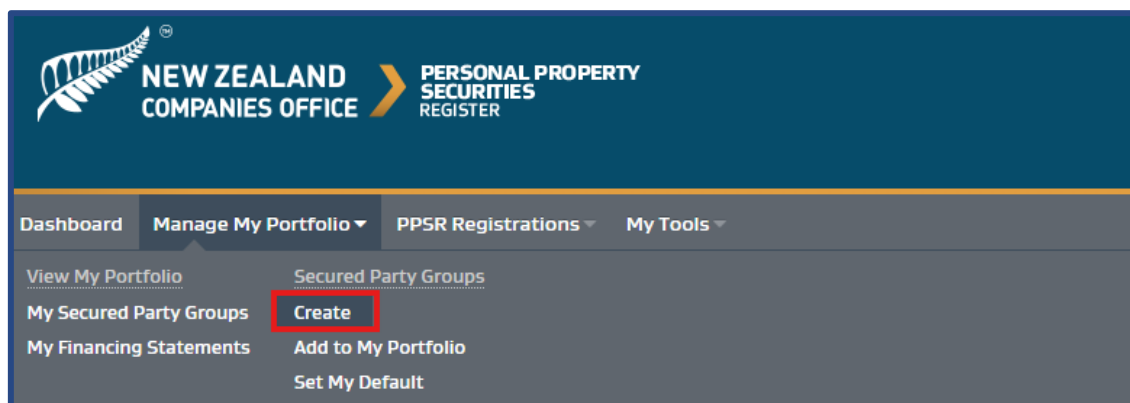 ™
NEW ZEALAND
COMPANIES OFFICE
PERSONAL PROPERTY
SECURITIES
REGISTER
Dashboard Manage My Portfolio PPSR Registrations My Tools
View My Portfolio Secured Party Groups
My Secured Party Groups Create
My Financing Statements Add to My Portfolio
Set My Default